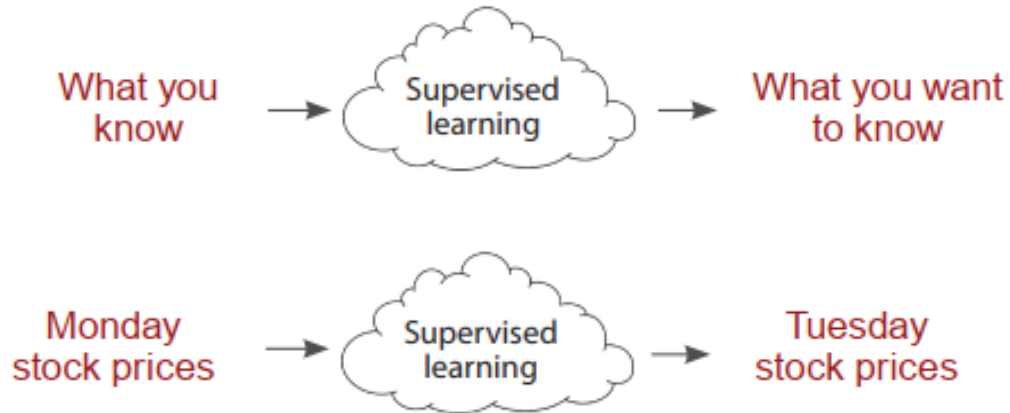 What you
know
Supervised
learning
What you want
to know
Monday
stock prices
Supervised
learning
Tuesday
stock prices